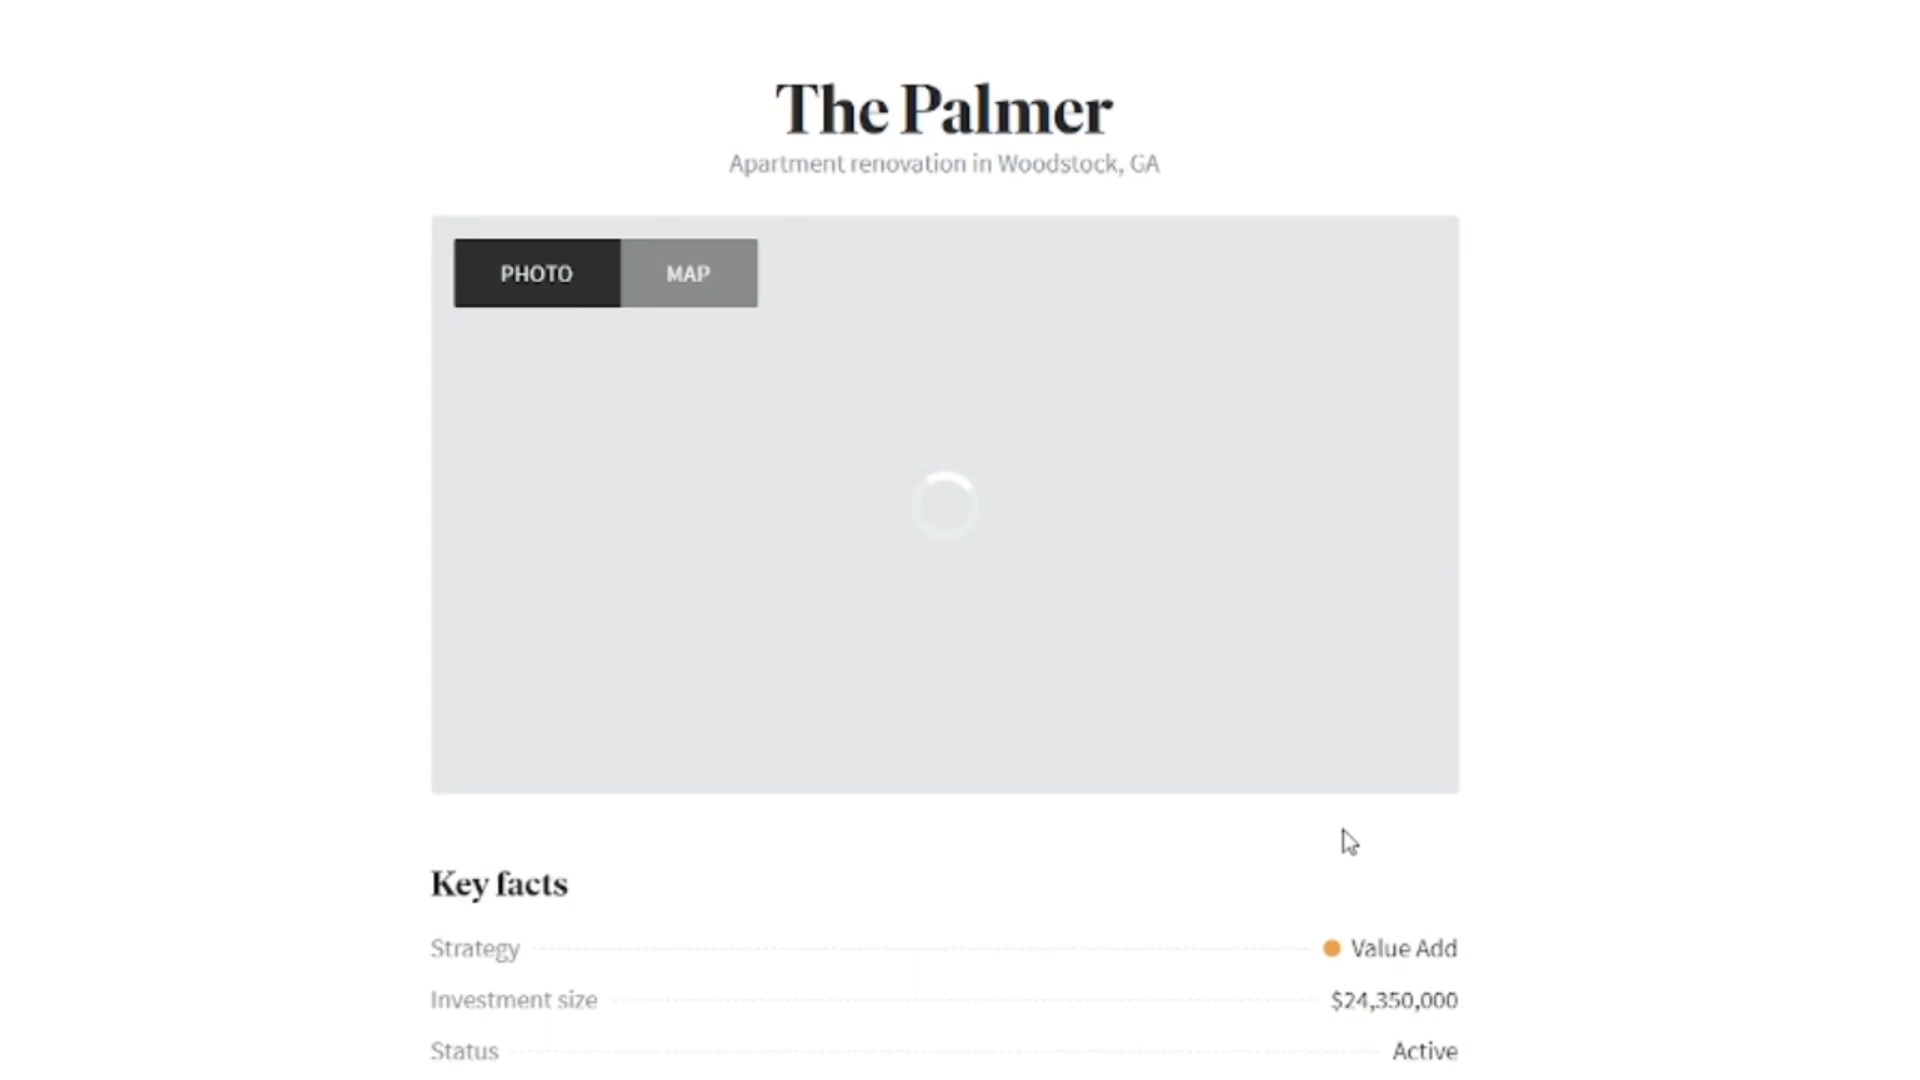 The Palmer
Apartment renovation in Woodstock, GA
PHOTO MAP
Key facts
Strategy Value Add
Investment size $24,350,000
Status Active